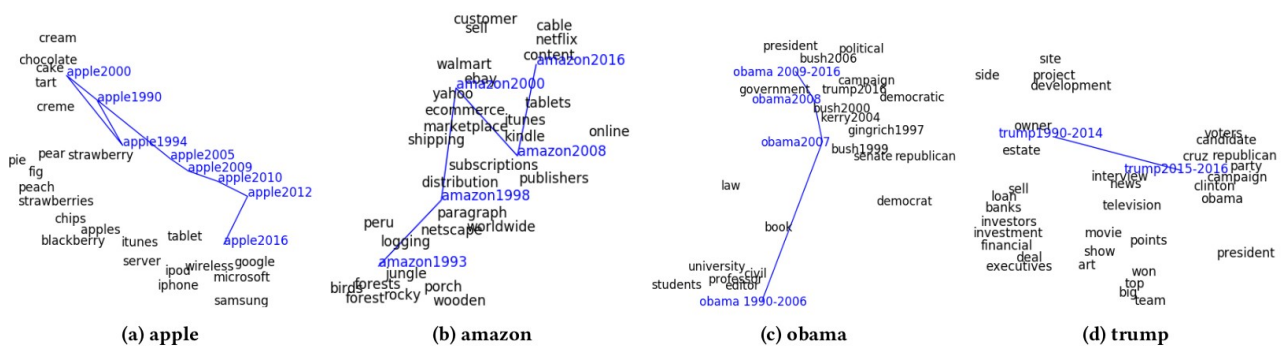 cream
chocolate
cake
apple2000
tart
apple1990
creme
apple1994
pear
strawberry
apple2005
pie
fig
apple2009
apple2010
peach
apple2012
strawberries
chips
apples
blackberry
itunes
tablet
apple2016
server
ipod
wireless
google
microsoft
iphone
samsung
(a) apple
customer
sell
cable
netflix
content
amazon2016
walmart
ebay
amazon2000
yahoo
ecommerce
tablets
marketplace
itunes
kindle
online
shipping
amazon2008
subscriptions
publishers
distribution
amazon1998
paragraph
peru
netscape
worldwide
logging
amazon1993
jungle
birds
forests
forest
rocky
porch
wooden
(b) amazon
president
political
bush2006
obama 2009-2016
campaign
government
trump2016
obama2008
democratic
bush2000
kerry2004
gingrich1997
obama2007
bush1999
senate
republican
law
democrat
book
university
civil
professor
students
editor
obama 1990-2006
(c) obama
site
side
project
development
owner
trump1990-2014
voters
candidate
estate
cruz
republican
trump2015-2016
party
interview
campaign
news
clinton
sell
obama
loan
banks
television
investors
investment
movie
points
financial
show
president
deal
executives
art
won
top
big
team
(d) trump